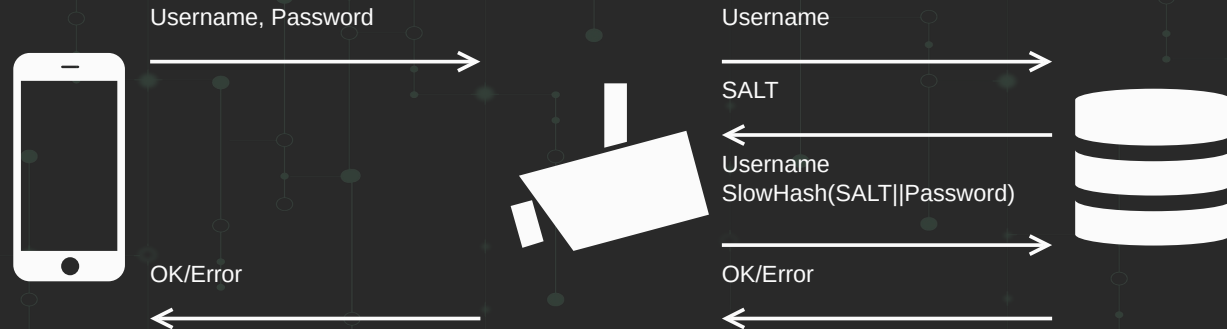 Username, Password
OK/Error
Username
SALT
Username
SlowHash(SALT||Password)
OK/Error